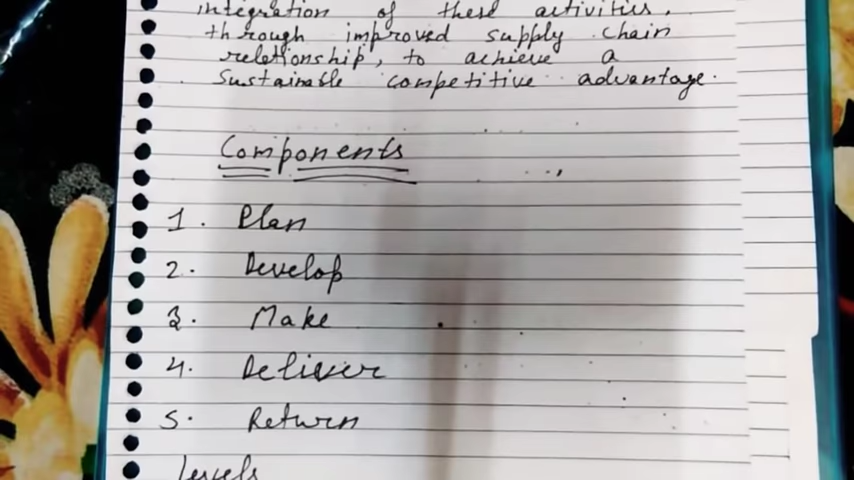 integration of these activities,
through improved supply chain
relationship, to achieve a
Sustainable competitive advantage.
Components
1. Plan
2. Develop
3. Make
4. Deliver
5. Return
Levels